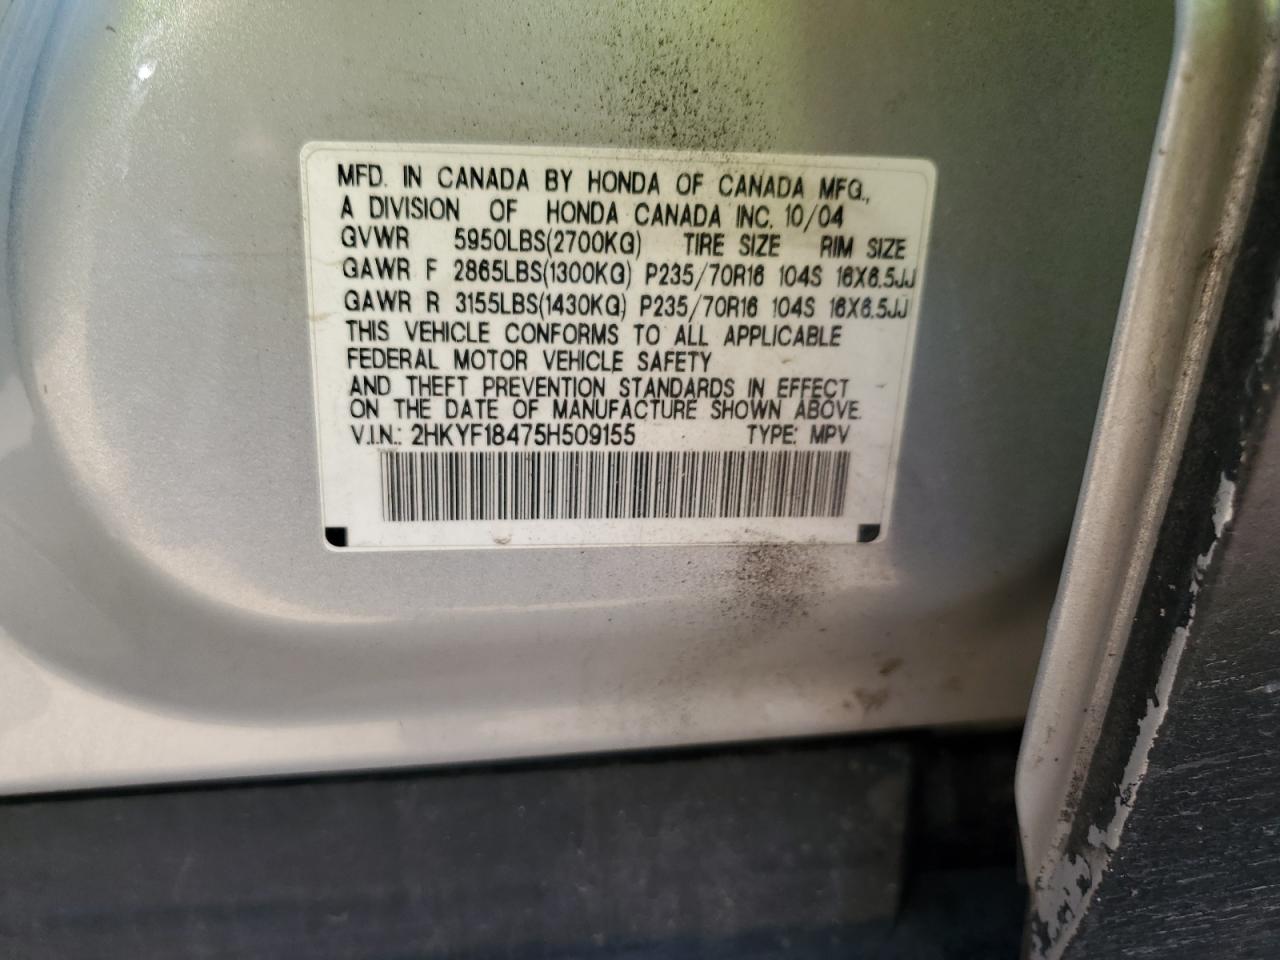 MFD. IN CANADA BY HONDA OF CANADA MFG.,
A DIVISION OF HONDA CANADA INC. 10/04
GVWR 5950LBS(2700KG) TIRE SIZE RIM SIZE
GAWR F 2865LBS(1300KG) P235/70R16 104S 16X6.5JJ
GAWR R 3155LBS(1430KG) P235/70R16 104S 16X6.5JJ
THIS VEHICLE CONFORMS TO ALL APPLICABLE
FEDERAL MOTOR VEHICLE SAFETY
AND THEFT PREVENTION STANDARDS IN EFFECT
ON THE DATE OF MANUFACTURE SHOWN ABOVE.
V.I.N.: 2HKYF18475H509155 TYPE: MPV